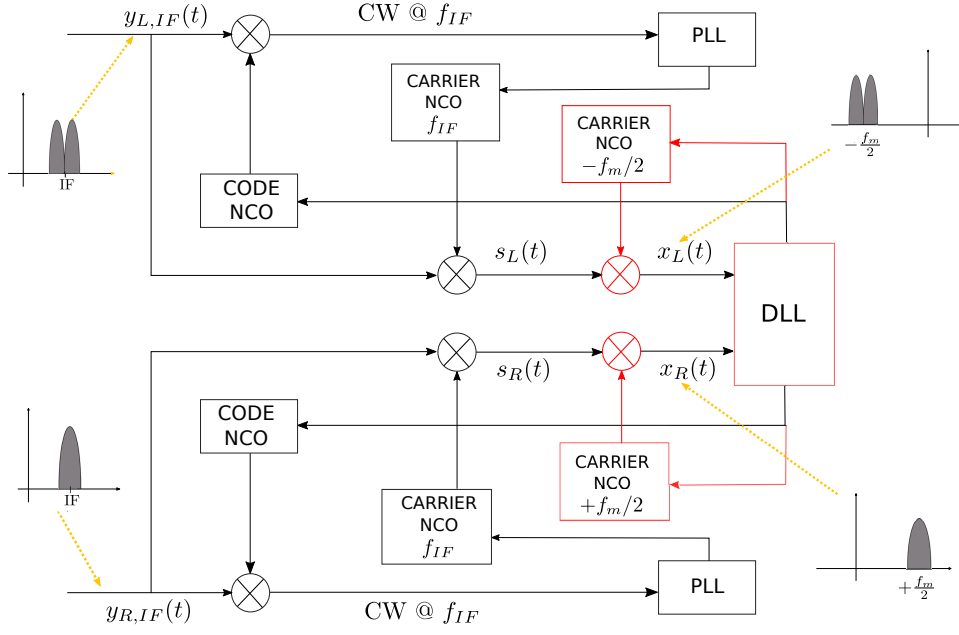 y_{L,IF}(t)
CW @ f_{IF}
PLL
CARRIER
NCO
f_{IF}
CARRIER
NCO
−f_m/2
−\frac{f_m}{2}
IF
CODE
NCO
s_L(t)
x_L(t)
DLL
s_R(t)
x_R(t)
CODE
NCO
CARRIER
NCO
+f_m/2
IF
CARRIER
NCO
f_{IF}
PLL
+\frac{f_m}{2}
y_{R,IF}(t)
CW @ f_{IF}